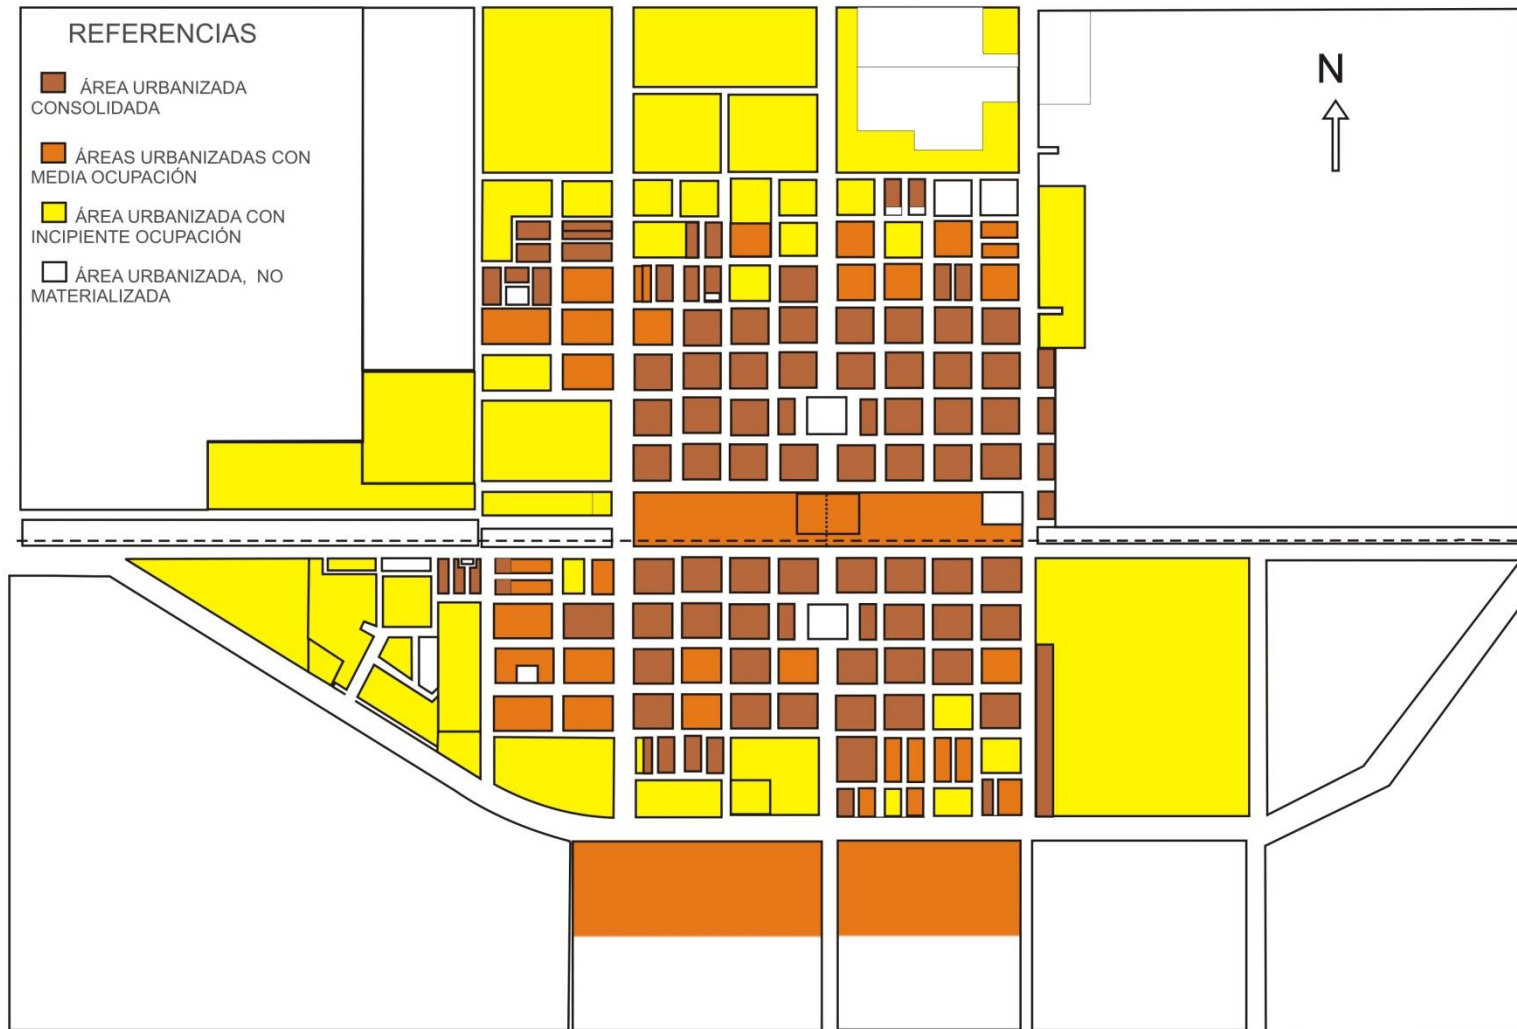 REFERENCIAS
ÁREA URBANIZADA
CONSOLIDADA
ÁREAS URBANIZADAS CON
MEDIA OCUPACIÓN
ÁREA URBANIZADA CON
INCIPIENTE OCUPACIÓN
ÁREA URBANIZADA, NO
MATERIALIZADA
N